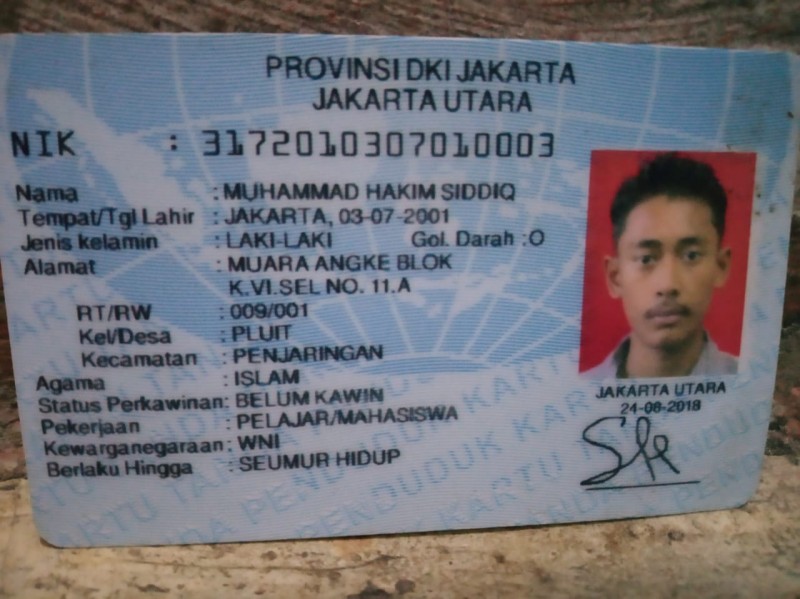 PROVINSI DKI JAKARTA
JAKARTA UTARA
NIK : 3172010307010003
Nama : MUHAMMAD HAKIM SIDDIQ
Tempat/Tgl Lahir : JAKARTA, 03-07-2001
Jenis kelamin : LAKI-LAKI Gol. Darah : O
Alamat : MUARA ANGKE BLOK
K.VI.SEL NO. 11.A
RT/RW : 009/001
Kel/Desa : PLUIT
Kecamatan : PENJARINGAN
Agama : ISLAM
Status Perkawinan: BELUM KAWIN
Pekerjaan : PELAJAR/MAHASISWA
Kewarganegaraan: WNI
Berlaku Hingga : SEUMUR HIDUP
JAKARTA UTARA
24-08-2018